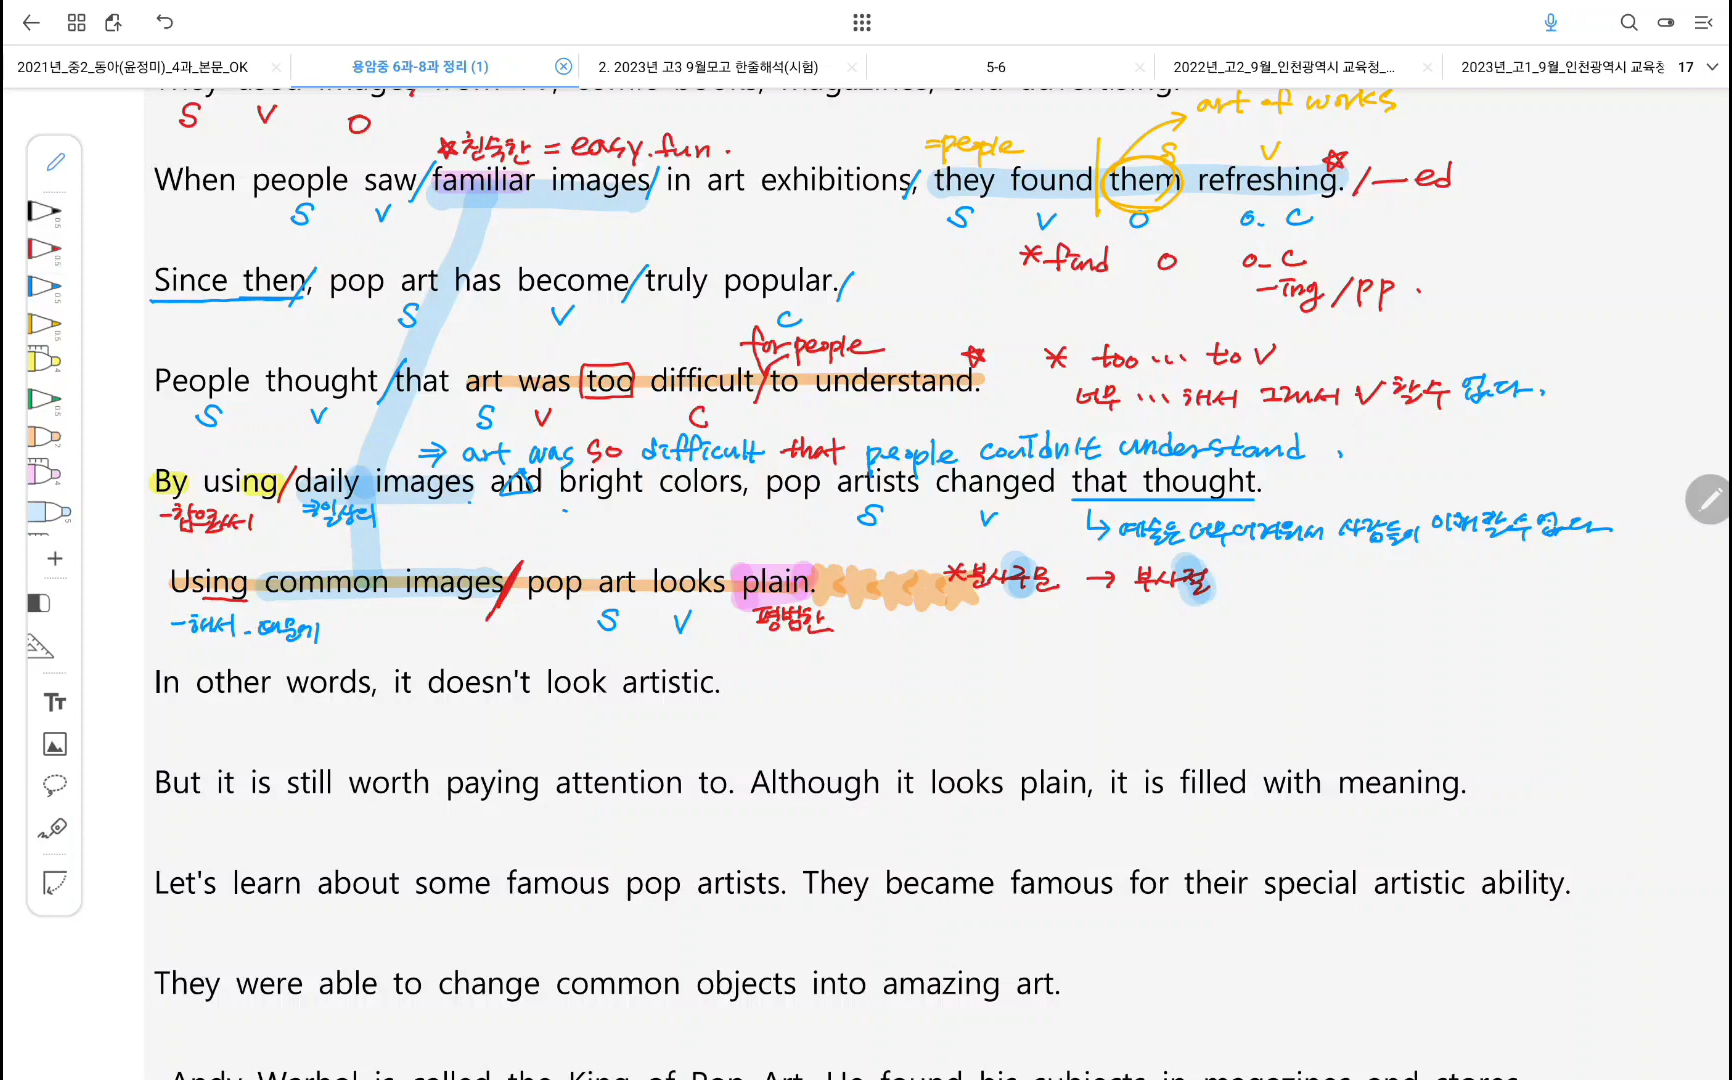 2021년_중2_동아(윤정미)_4과_본문_OK
용암중 6과-8과 정리 (1)
2. 2023년 고3 9월모고 한줄해석(시험)
5-6
2022년_고2_9월_인천광역시 교육청_...
2023년_고1_9월_인천광역시 교육청
17
art of works
S V O
☆친숙한 = easy.fun.
=people
S V
When people saw/familiar images/in art exhibitions, they found them refreshing. /—ed
S V S V O O.C
*find O O-C
-ing/PP.
Since then, pop art has become/truly popular./
S V C
for people
☆ * too ... to V
People thought/that art was too difficult/to understand.
너무 ... 해서 그래서 V할수 없다.
S V S V C
⇒ art was so difficult that people couldn't understand.
By using/daily images and bright colors, pop artists changed that thought.
-함으로써 일상의 S V
↳ 예술은 너무어려워서 사람들이 이해할수없다
Using common images/pop art looks plain. *분사구문 → 부사절
-해서. 때문에 S V 평범한
In other words, it doesn't look artistic.
But it is still worth paying attention to. Although it looks plain, it is filled with meaning.
Let's learn about some famous pop artists. They became famous for their special artistic ability.
They were able to change common objects into amazing art.